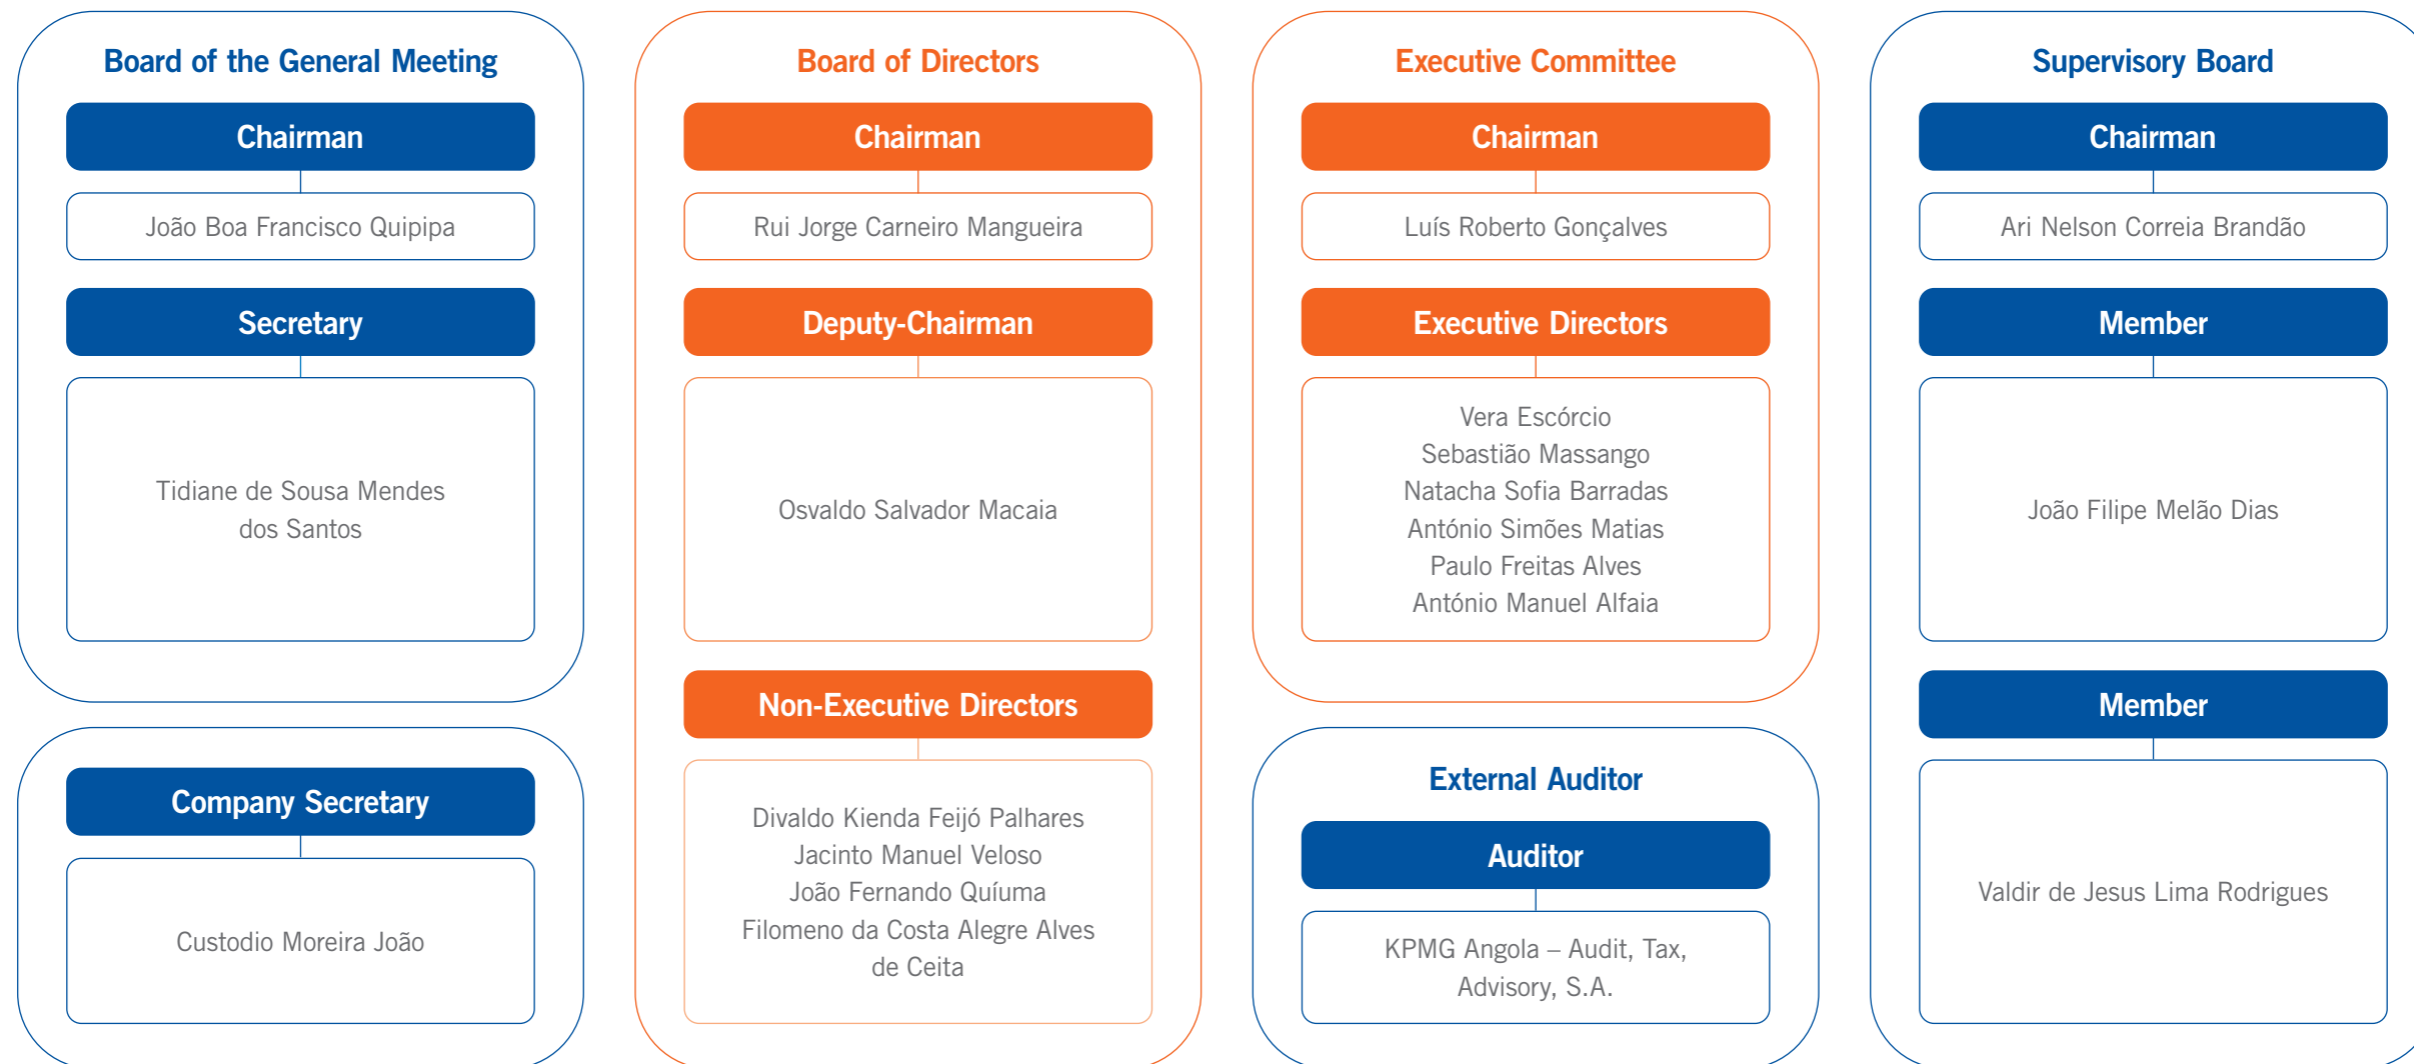 Board of the General Meeting
Chairman
João Boa Francisco Quipipa
Secretary
Tidiane de Sousa Mendes
dos Santos
Company Secretary
Custodio Moreira João
Board of Directors
Chairman
Rui Jorge Carneiro Mangueira
Deputy-Chairman
Osvaldo Salvador Macaia
Non-Executive Directors
Divaldo Kienda Feijó Palhares
Jacinto Manuel Veloso
João Fernando Quíuma
Filomeno da Costa Alegre Alves
de Ceita
Executive Committee
Chairman
Luís Roberto Gonçalves
Executive Directors
Vera Escórcio
Sebastião Massango
Natacha Sofia Barradas
António Simões Matias
Paulo Freitas Alves
António Manuel Alfaia
External Auditor
Auditor
KPMG Angola – Audit, Tax,
Advisory, S.A.
Supervisory Board
Chairman
Ari Nelson Correia Brandão
Member
João Filipe Melão Dias
Member
Valdir de Jesus Lima Rodrigues